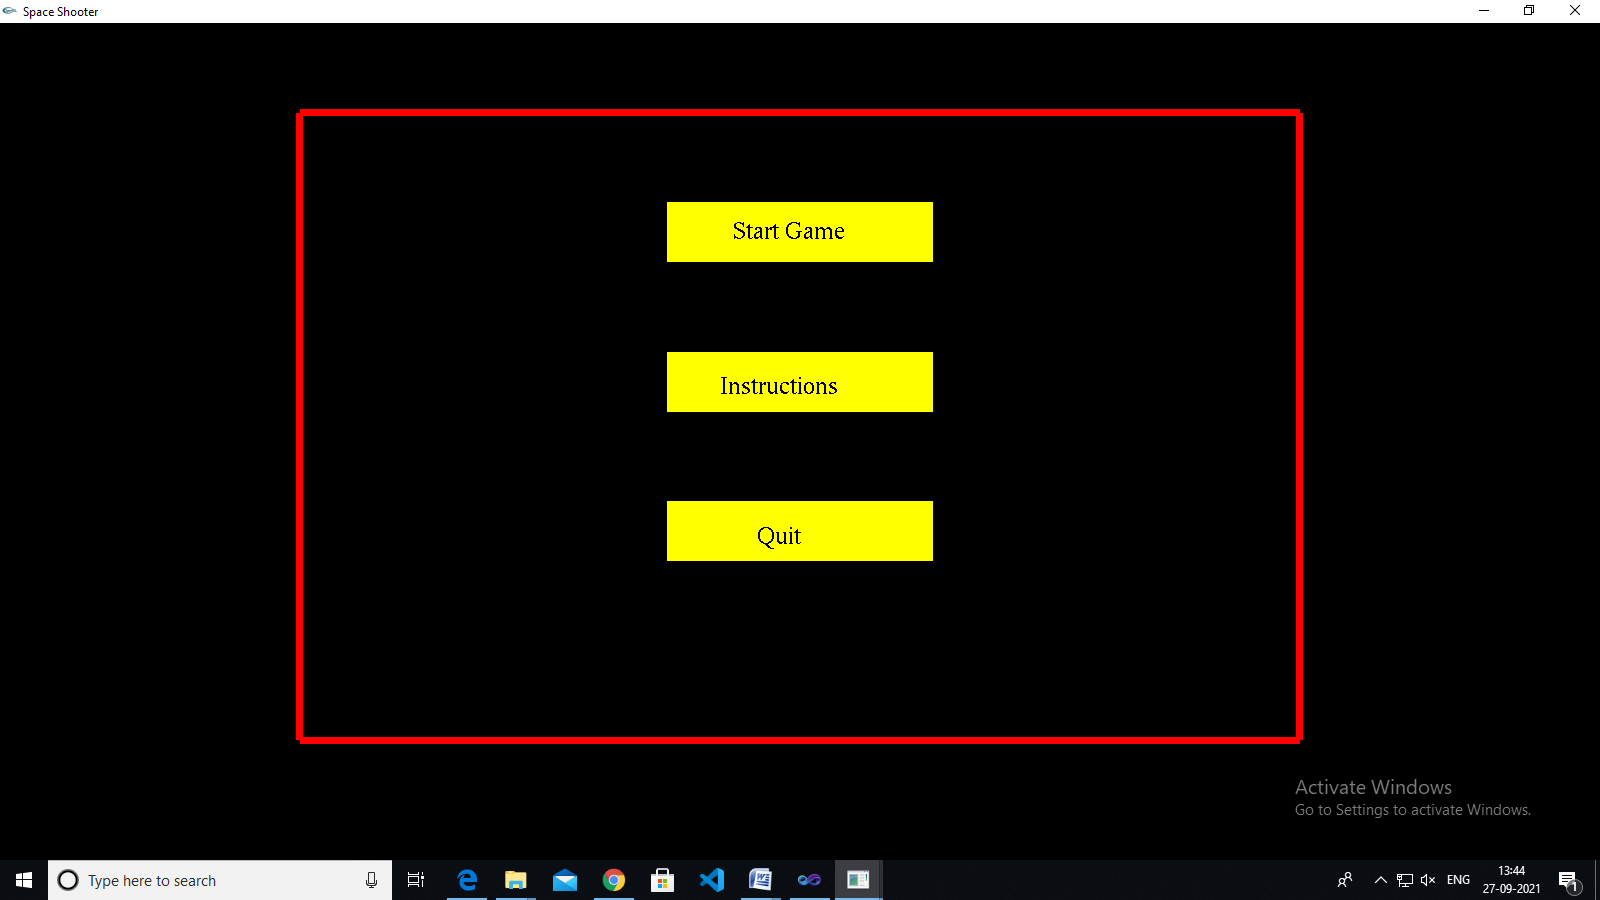 Space Shooter
Start Game
Instructions
Quit
Activate Windows
Go to Settings to activate Windows.
Type here to search
ENG
13:44
27-09-2021
1